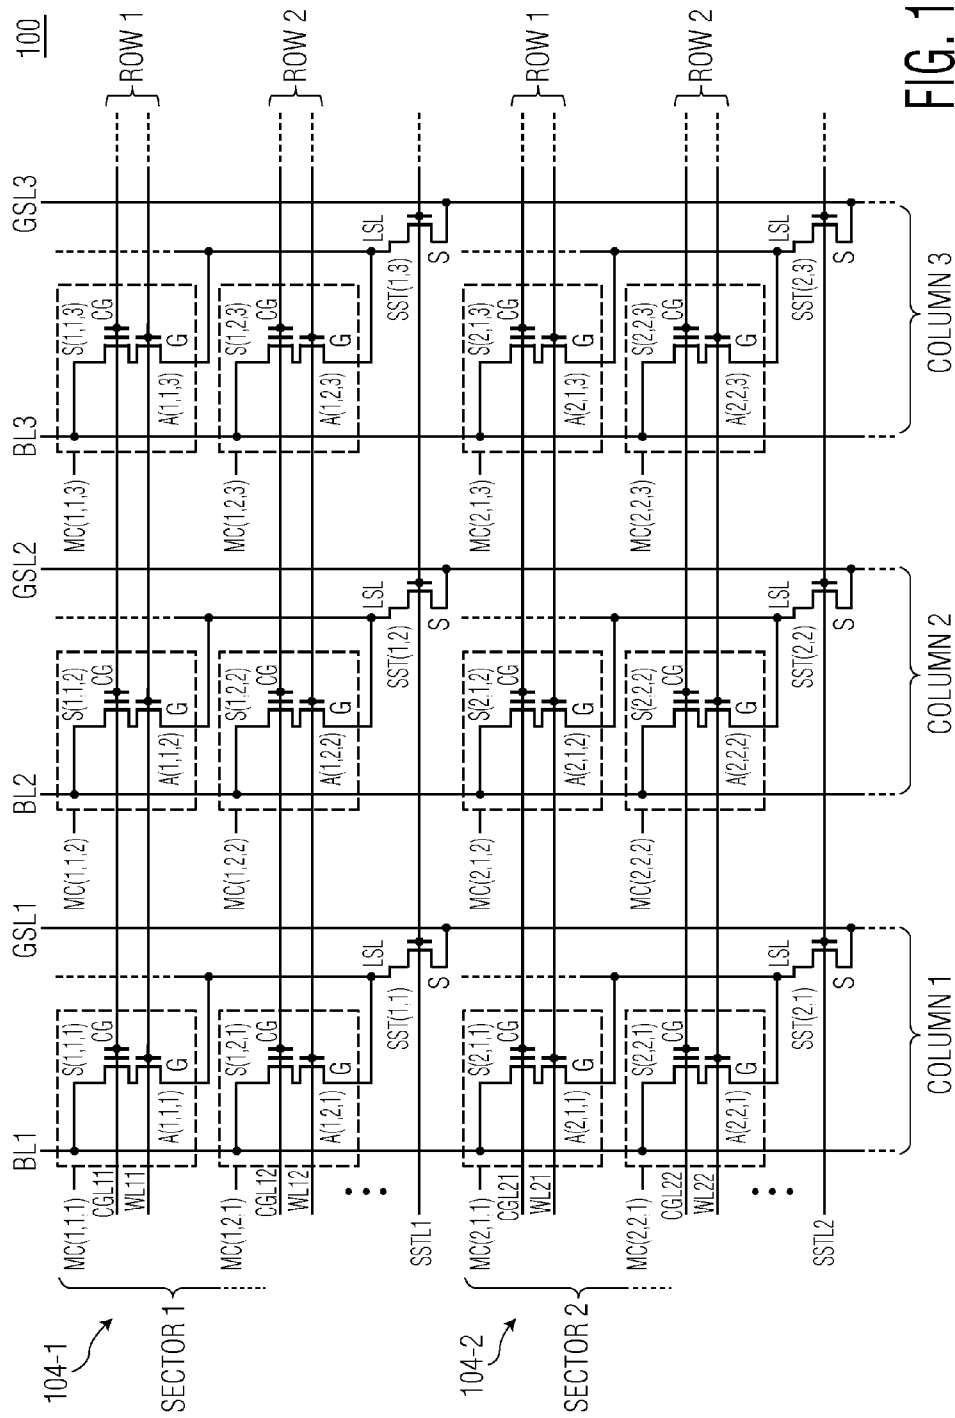 100
BL1
GSL1
BL2
GSL2
BL3
GSL3
104-1
SECTOR 1
MC(1,1,1)
S(1,1,1)
CG
CGL11
WL11
A(1,1,1)
G
MC(1,1,2)
S(1,1,2)
CG
A(1,1,2)
G
MC(1,1,3)
S(1,1,3)
CG
A(1,1,3)
G
ROW 1
MC(1,2,1)
S(1,2,1)
CG
CGL12
WL12
A(1,2,1)
G
MC(1,2,2)
S(1,2,2)
CG
A(1,2,2)
G
MC(1,2,3)
S(1,2,3)
CG
A(1,2,3)
G
ROW 2
SSTL1
SST(1,1)
LSL
S
SST(1,2)
LSL
S
SST(1,3)
LSL
S
104-2
SECTOR 2
MC(2,1,1)
S(2,1,1)
CG
CGL21
WL21
A(2,1,1)
G
MC(2,1,2)
S(2,1,2)
CG
A(2,1,2)
G
MC(2,1,3)
S(2,1,3)
CG
A(2,1,3)
G
ROW 1
MC(2,2,1)
S(2,2,1)
CG
CGL22
WL22
A(2,2,1)
G
MC(2,2,2)
S(2,2,2)
CG
A(2,2,2)
G
MC(2,2,3)
S(2,2,3)
CG
A(2,2,3)
G
ROW 2
SSTL2
SST(2,1)
LSL
S
SST(2,2)
LSL
S
SST(2,3)
LSL
S
COLUMN 1
COLUMN 2
COLUMN 3
FIG. 1